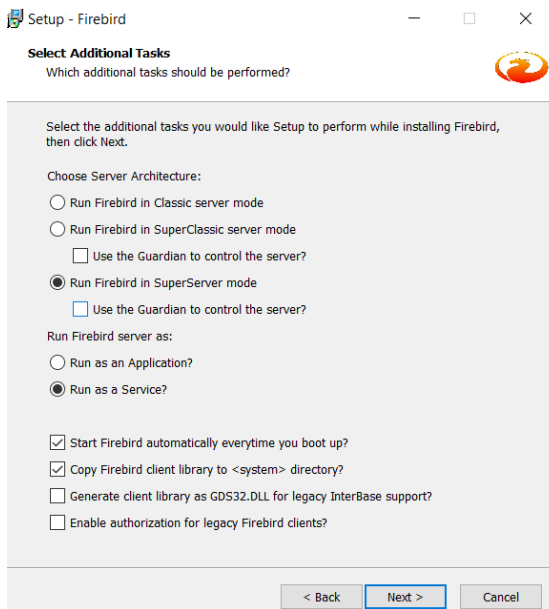 Setup - Firebird
Select Additional Tasks
Which additional tasks should be performed?
Select the additional tasks you would like Setup to perform while installing Firebird,
then click Next.
Choose Server Architecture:
Run Firebird in Classic server mode
Run Firebird in SuperClassic server mode
Use the Guardian to control the server?
Run Firebird in SuperServer mode
Use the Guardian to control the server?
Run Firebird server as:
Run as an Application?
Run as a Service?
Start Firebird automatically everytime you boot up?
Copy Firebird client library to <system> directory?
Generate client library as GDS32.DLL for legacy InterBase support?
Enable authorization for legacy Firebird clients?
< Back Next > Cancel